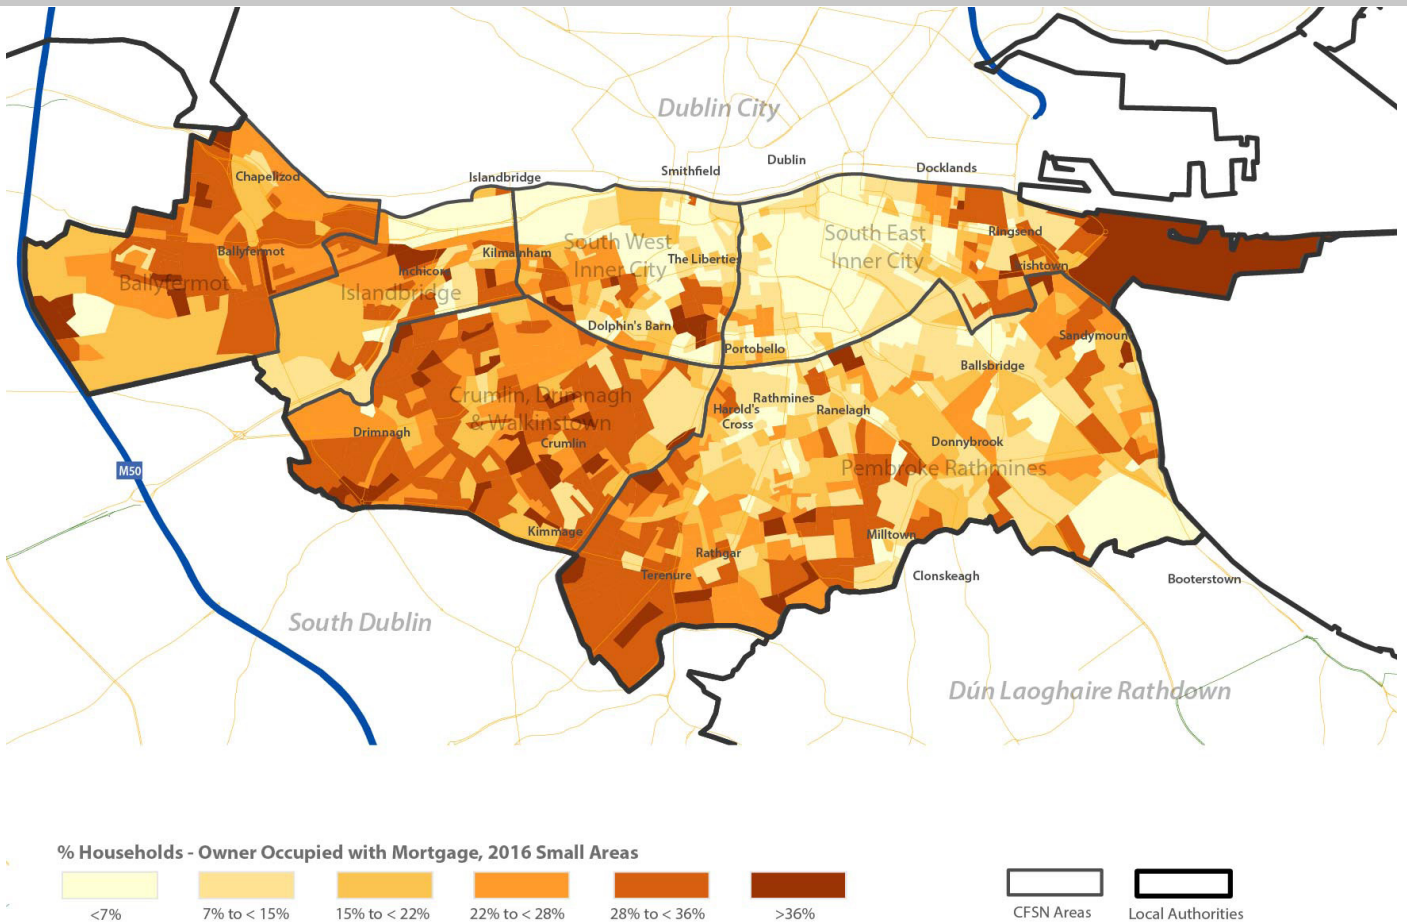 Dublin City
Dublin
Smithfield
Docklands
Islandbridge
Chapelizod
Ringsend
South East
Inner City
South West
Inner City
Ballyfermot
Kilmainham
The Liberties
Irishtown
Inchicore
Ballyfermot
Islandbridge
Dolphin's Barn
Sandymount
Portobello
Ballsbridge
Crumlin, Drimnagh
& Walkinstown
Rathmines
Harold's
Cross
Ranelagh
Drimnagh
Crumlin
Donnybrook
Pembroke Rathmines
M50
Kimmage
Milltown
Rathgar
Terenure
Clonskeagh
Booterstown
South Dublin
Dún Laoghaire Rathdown
% Households - Owner Occupied with Mortgage, 2016 Small Areas
<7%
7% to < 15%
15% to < 22%
22% to < 28%
28% to < 36%
>36%
CFSN Areas
Local Authorities